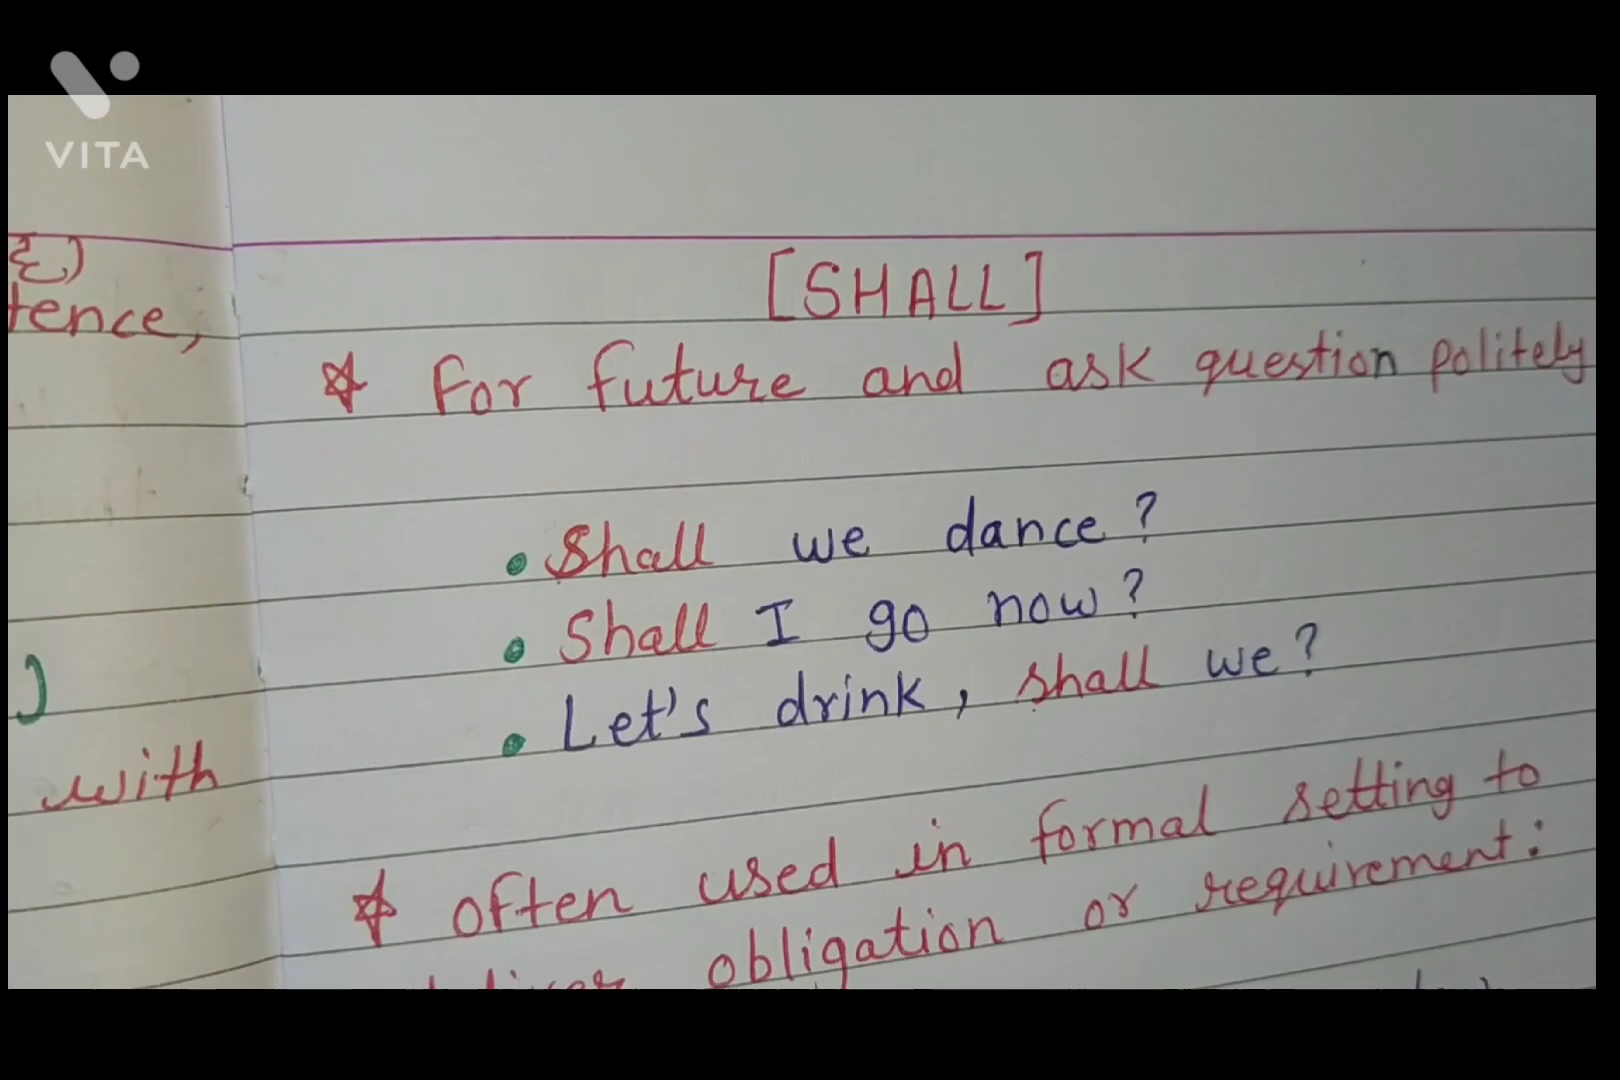 VITA
tence,
with
[SHALL]
For future and ask question politely
• Shall we dance?
• Shall I go now?
• Let's drink, shall we?
often used in formal setting to
obligation or requirement: